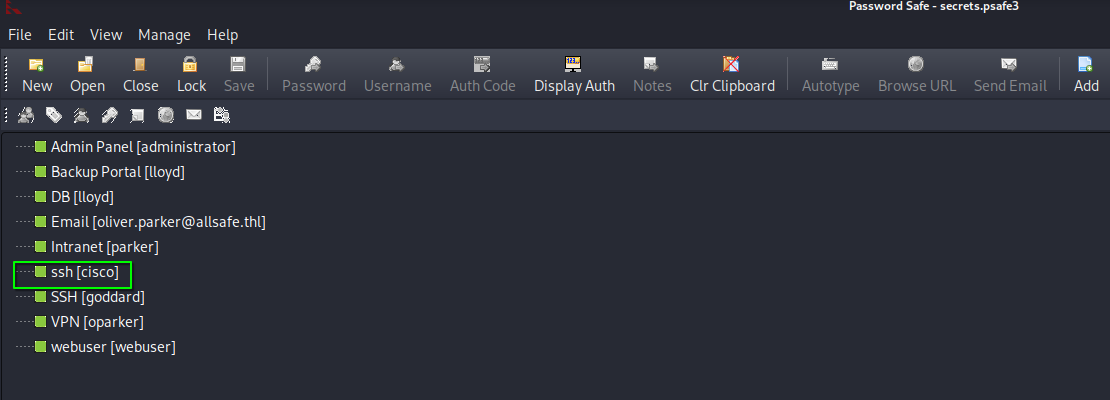 Password Safe - secrets.psafe3
File Edit View Manage Help
New Open Close Lock Save Password Username Auth Code Display Auth Notes Clr Clipboard Autotype Browse URL Send Email Add
Admin Panel [administrator]
Backup Portal [lloyd]
DB [lloyd]
Email [oliver.parker@allsafe.thl]
Intranet [parker]
ssh [cisco]
SSH [goddard]
VPN [oparker]
webuser [webuser]